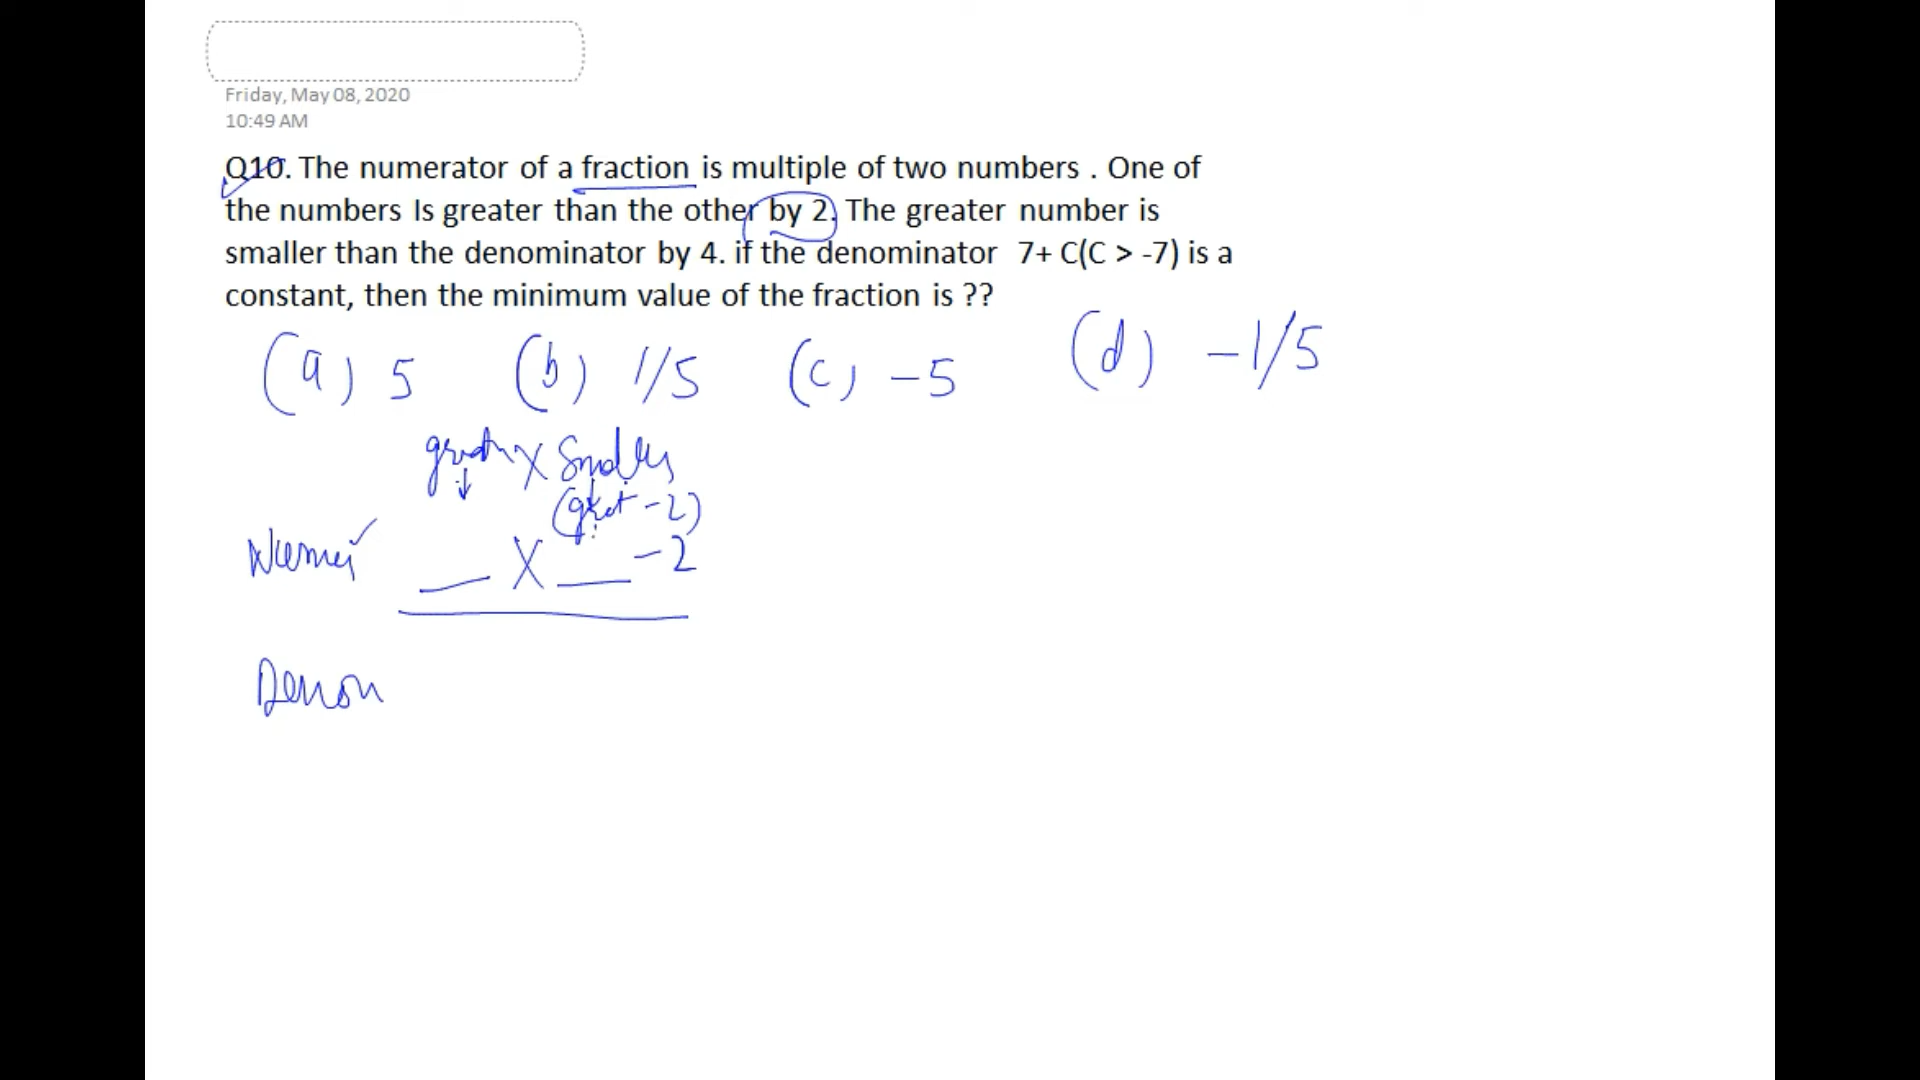 Friday, May 08, 2020
10:49 AM
Q10. The numerator of a fraction is multiple of two numbers . One of
the numbers Is greater than the other by 2. The greater number is
smaller than the denominator by 4. if the denominator 7+ C(C > -7) is a
constant, then the minimum value of the fraction is ??
(a) 5 (b) 1/5 (c) -5 (d) -1/5
X
- 2)
X - 2
Denom